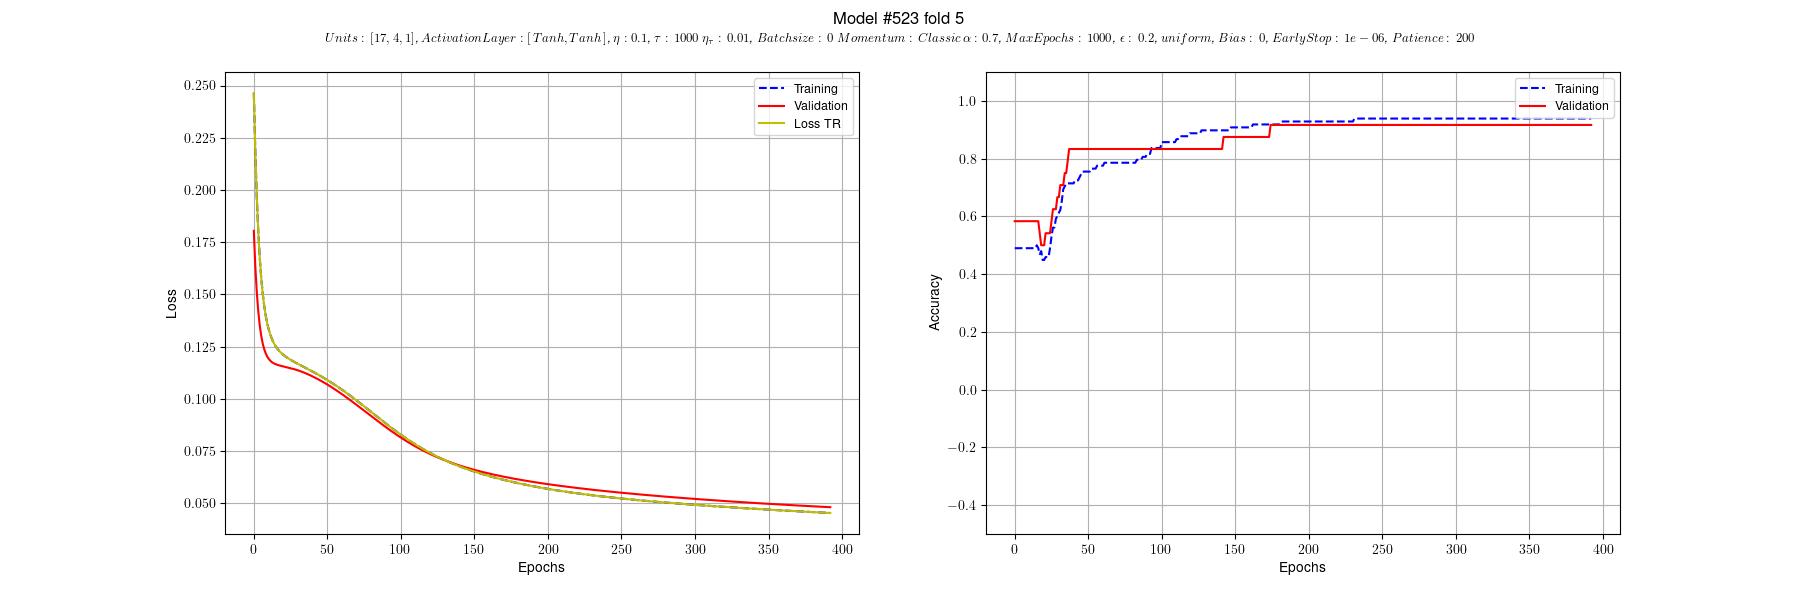 Model #523 fold 5
Units : [17, 4, 1], ActivationLayer : [Tanh, Tanh], η : 0.1, τ : 1000 ητ : 0.01, Batchsize : 0 Momentum : Classic α : 0.7, MaxEpochs : 1000, ϵ : 0.2, uniform, Bias : 0, EarlyStop : 1e − 06, Patience : 200
Training
Validation
Loss TR
0.250
0.225
0.200
0.175
0.150
0.125
0.100
0.075
0.050
Loss
0 50 100 150 200 250 300 350 400
Epochs
Training
Validation
1.0
0.8
0.6
0.4
0.2
0.0
−0.2
−0.4
Accuracy
0 50 100 150 200 250 300 350 400
Epochs